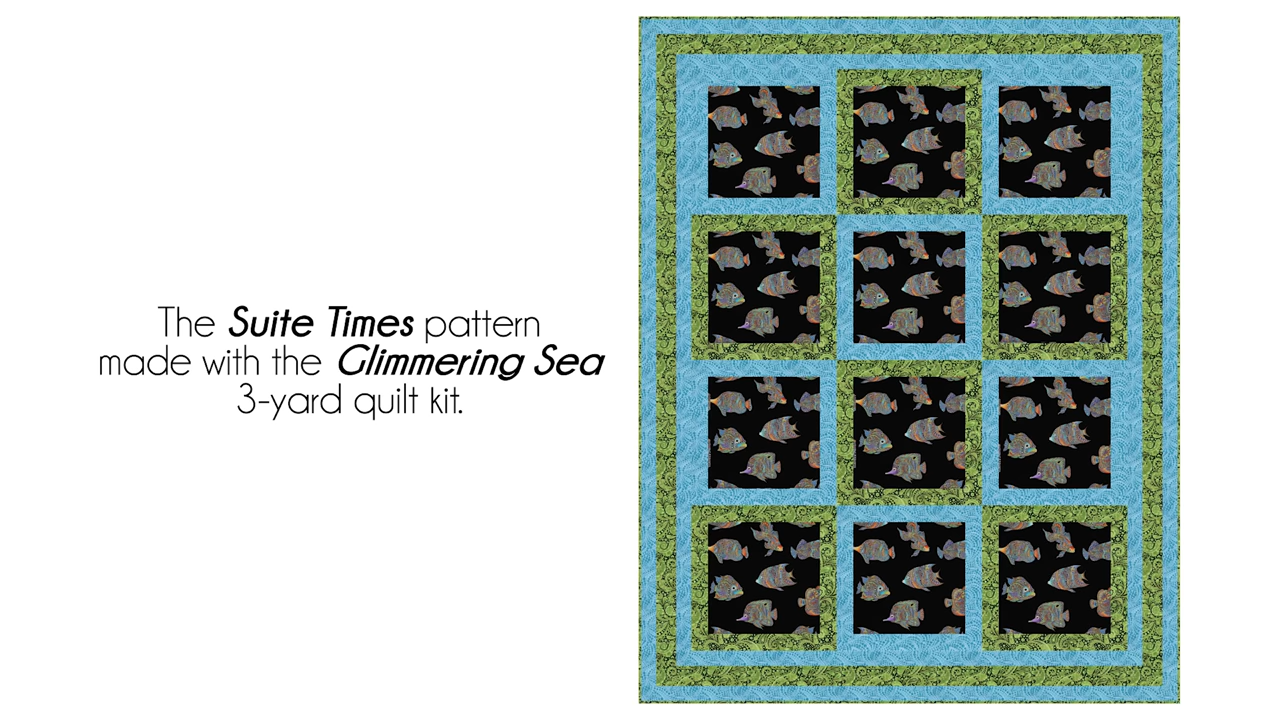 The Suite Times pattern
made with the Glimmering Sea
3-yard quilt kit.